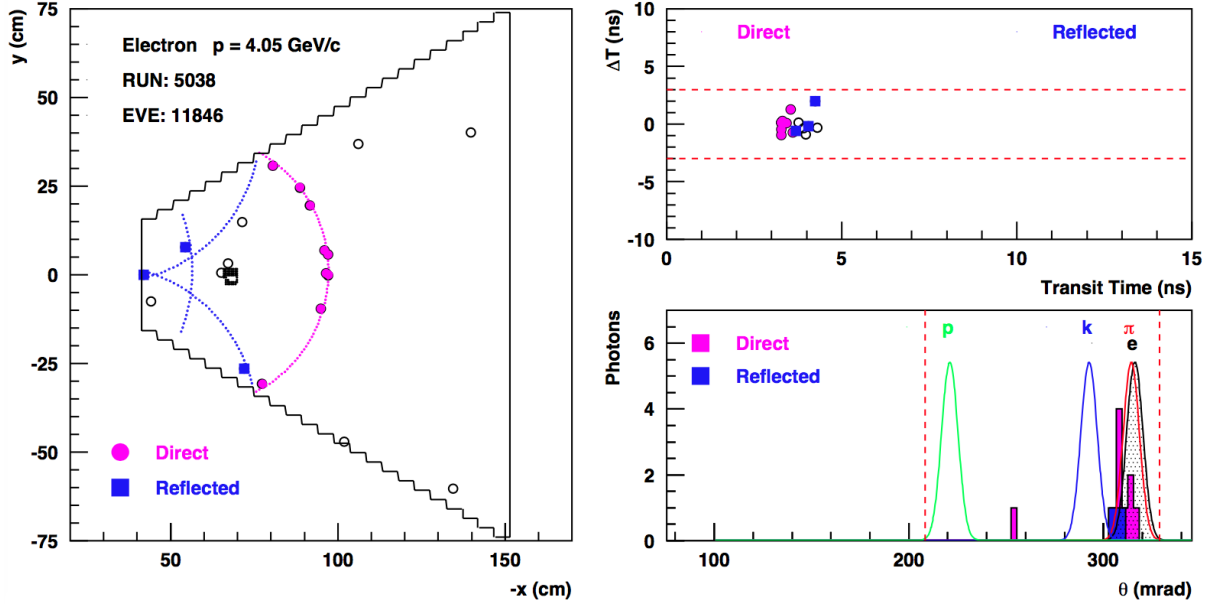 y (cm)
75
50
25
0
-25
-50
-75
Electron p = 4.05 GeV/c
RUN: 5038
EVE: 11846
Direct
Reflected
50
100
150
-x (cm)
ΔT (ns)
10
5
0
-5
-10
Direct
Reflected
0
5
10
15
Transit Time (ns)
Photons
6
4
2
0
Direct
Reflected
p
k
π
e
100
200
300
θ (mrad)